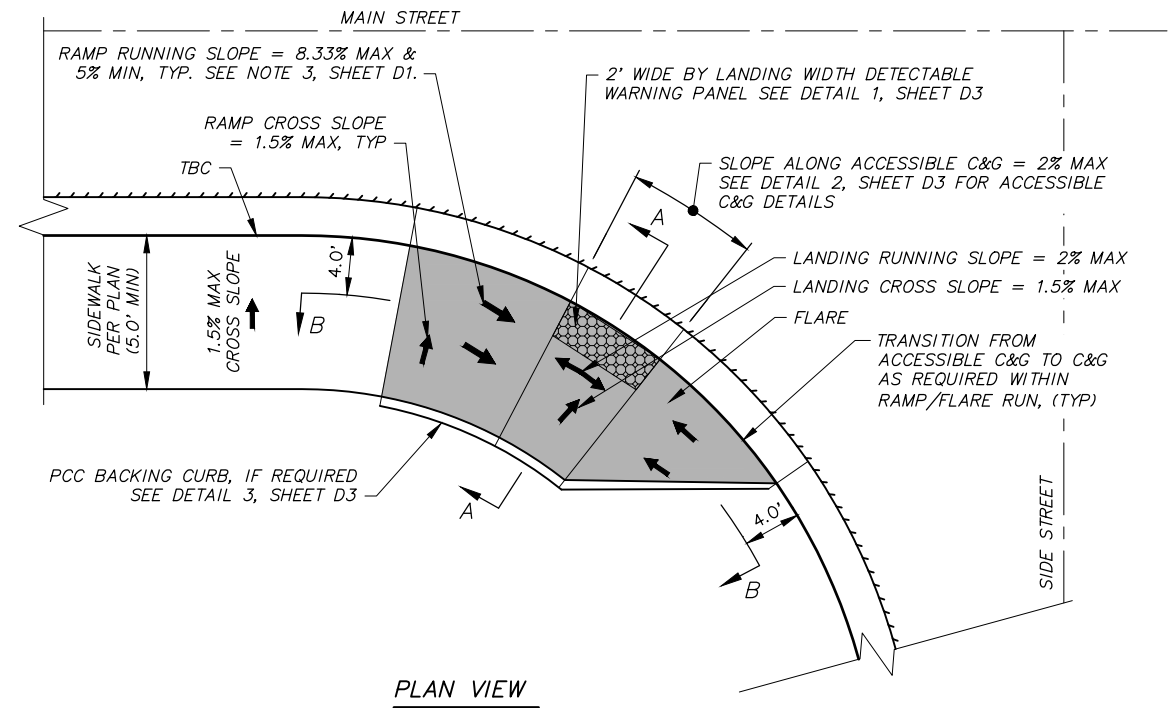 MAIN STREET
RAMP RUNNING SLOPE = 8.33% MAX &
5% MIN, TYP. SEE NOTE 3, SHEET D1.
2' WIDE BY LANDING WIDTH DETECTABLE
WARNING PANEL SEE DETAIL 1, SHEET D3
RAMP CROSS SLOPE
= 1.5% MAX, TYP
TBC
SLOPE ALONG ACCESSIBLE C&G = 2% MAX
SEE DETAIL 2, SHEET D3 FOR ACCESSIBLE
C&G DETAILS
A
LANDING RUNNING SLOPE = 2% MAX
LANDING CROSS SLOPE = 1.5% MAX
FLARE
SIDEWALK
PER PLAN
(5.0' MIN)
1.5% MAX
CROSS SLOPE
4.0'
B
TRANSITION FROM
ACCESSIBLE C&G TO C&G
AS REQUIRED WITHIN
RAMP/FLARE RUN, (TYP)
PCC BACKING CURB, IF REQUIRED
SEE DETAIL 3, SHEET D3
A
4.0'
B
SIDE STREET
PLAN VIEW